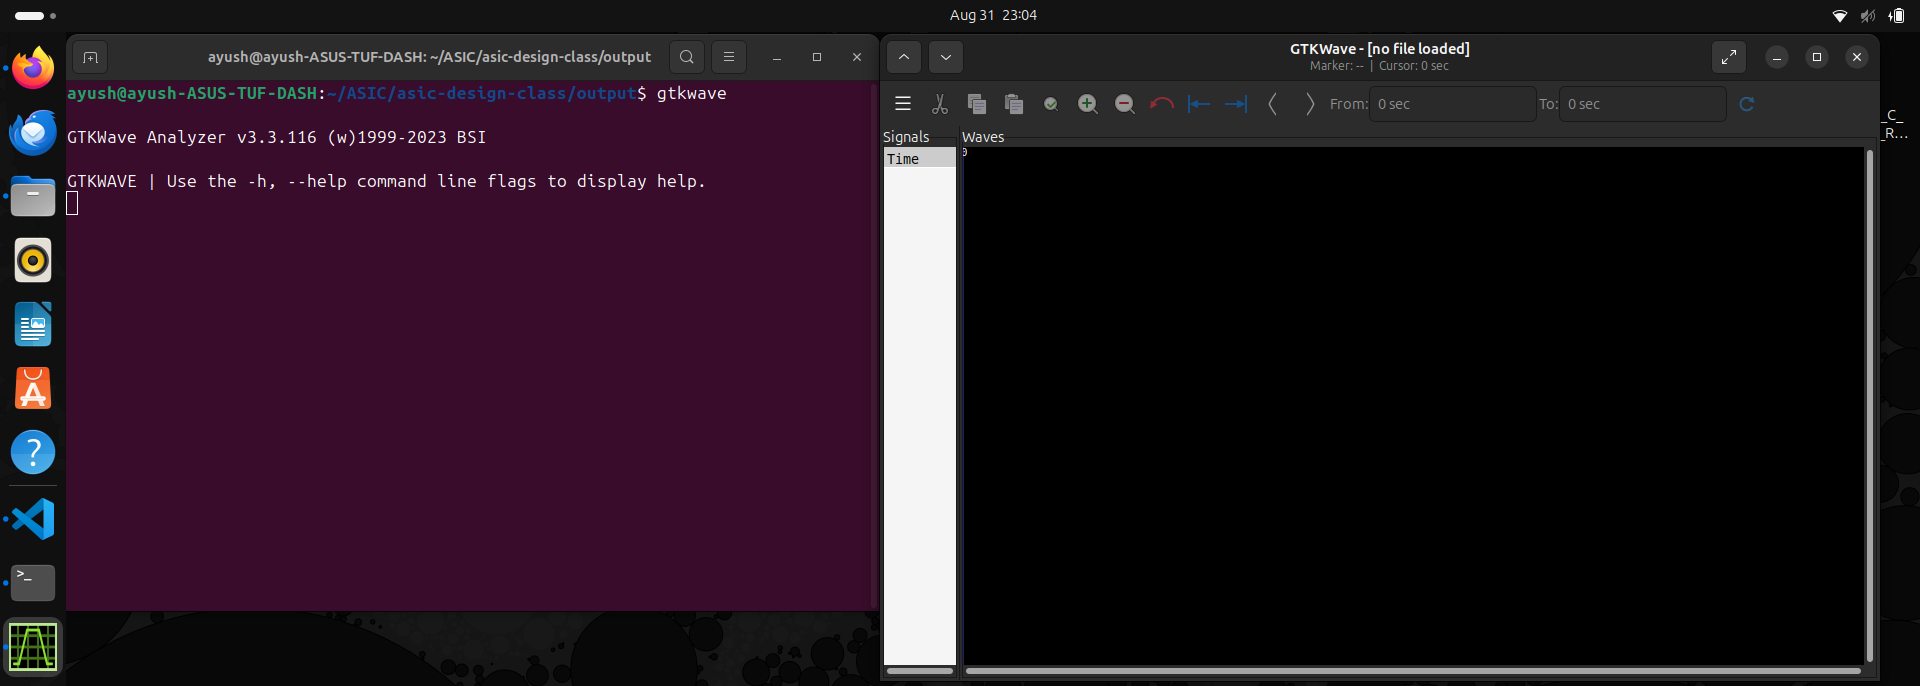 Aug 31 23:04
ayush@ayush-ASUS-TUF-DASH: ~/ASIC/asic-design-class/output
ayush@ayush-ASUS-TUF-DASH:~/ASIC/asic-design-class/output$ gtkwave
GTKWave Analyzer v3.3.116 (w)1999-2023 BSI
GTKWAVE | Use the -h, --help command line flags to display help.
GTKWave - [no file loaded]
Marker: -- | Cursor: 0 sec
From: 0 sec To: 0 sec
Signals
Waves
Time
0
_C_
_R...